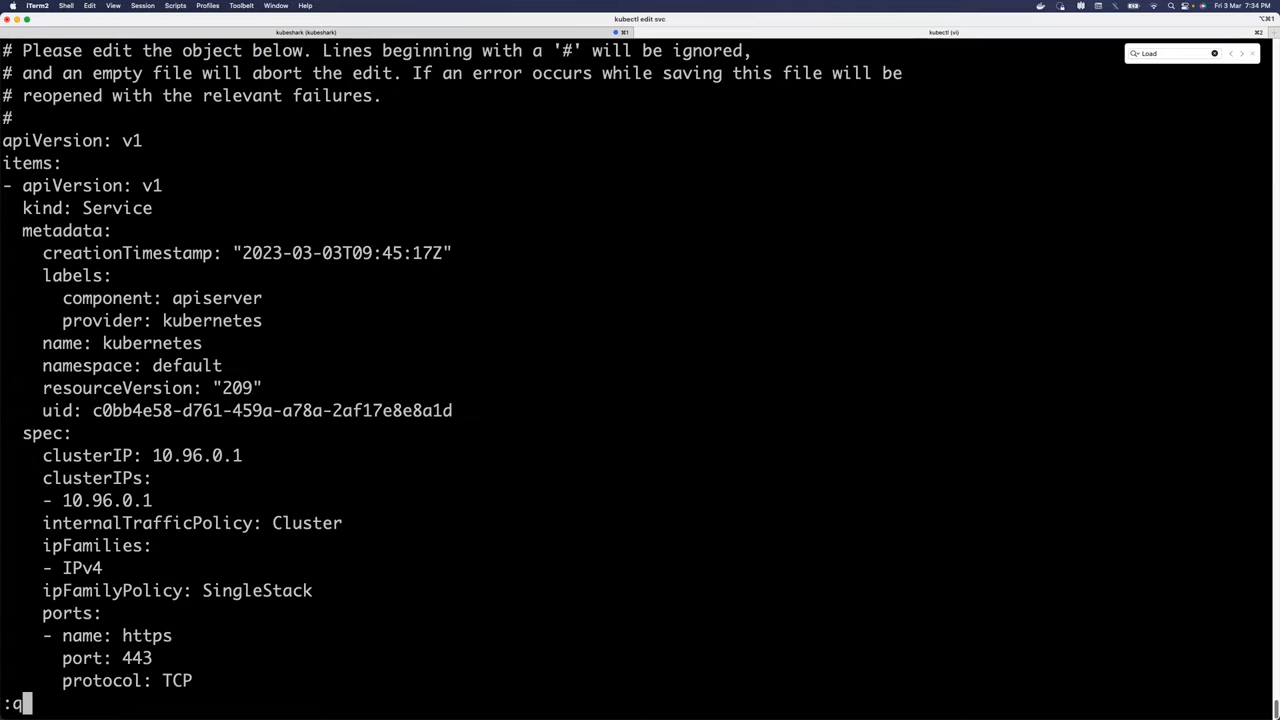 iTerm2 Shell Edit View Session Scripts Profiles Toolbelt Window Help Fri 3 Mar 7:34 PM
kubectl edit svc ⌥⌘1
kubeshark (kubeshark) ⌘1 kubectl (vi) ⌘2
Load
# Please edit the object below. Lines beginning with a '#' will be ignored,
# and an empty file will abort the edit. If an error occurs while saving this file will be
# reopened with the relevant failures.
#
apiVersion: v1
items:
- apiVersion: v1
  kind: Service
  metadata:
    creationTimestamp: "2023-03-03T09:45:17Z"
    labels:
      component: apiserver
      provider: kubernetes
    name: kubernetes
    namespace: default
    resourceVersion: "209"
    uid: c0bb4e58-d761-459a-a78a-2af17e8e8a1d
  spec:
    clusterIP: 10.96.0.1
    clusterIPs:
    - 10.96.0.1
    internalTrafficPolicy: Cluster
    ipFamilies:
    - IPv4
    ipFamilyPolicy: SingleStack
    ports:
    - name: https
      port: 443
      protocol: TCP
:q